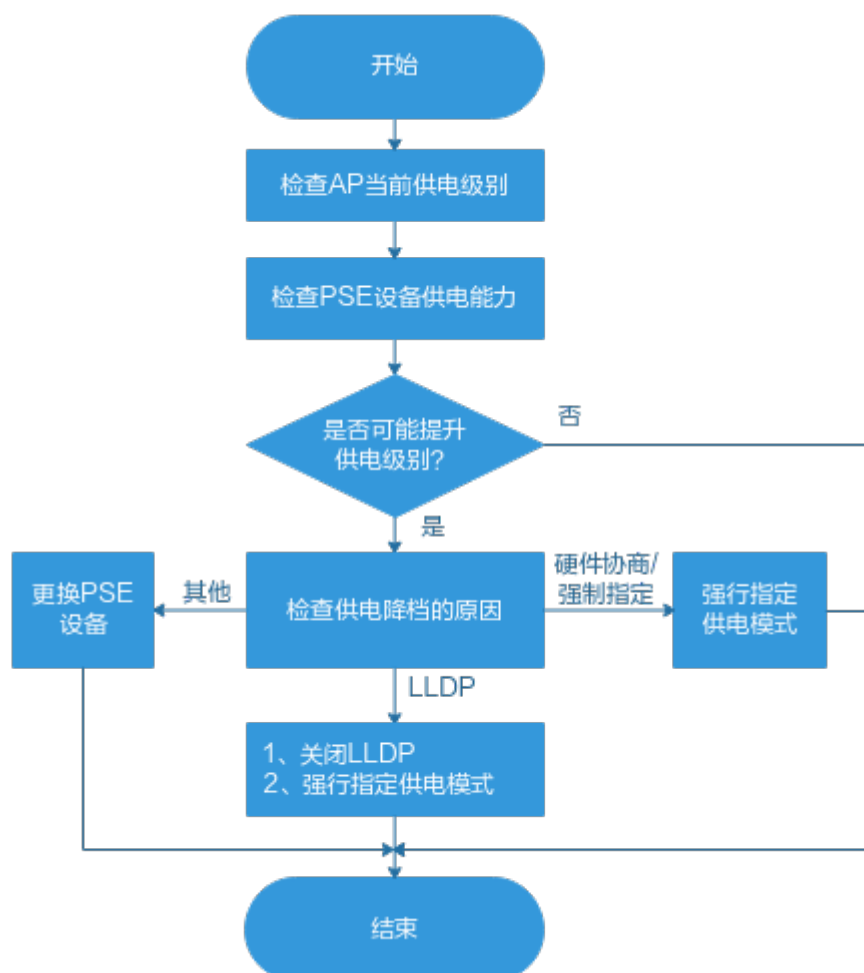 开始
检查AP当前供电级别
检查PSE设备供电能力
是否可能提升
供电级别?
否
是
更换PSE
设备
其他
检查供电降档的原因
硬件协商/
强制指定
强行指定
供电模式
LLDP
1、关闭LLDP
2、强行指定供电模式
结束